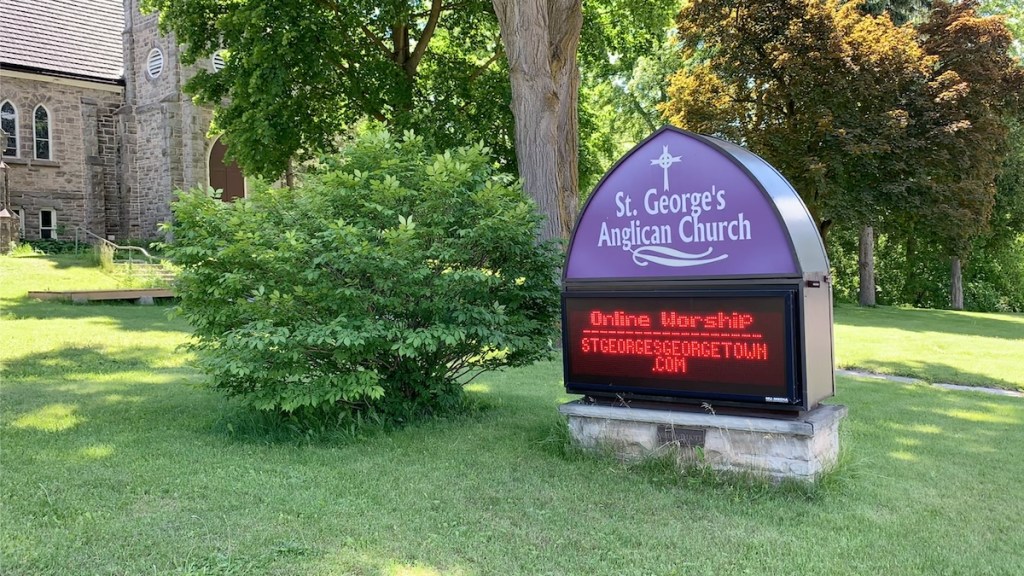 St. George's
Anglican Church
Online Worship
STGEORGESGEORGETOWN
.COM